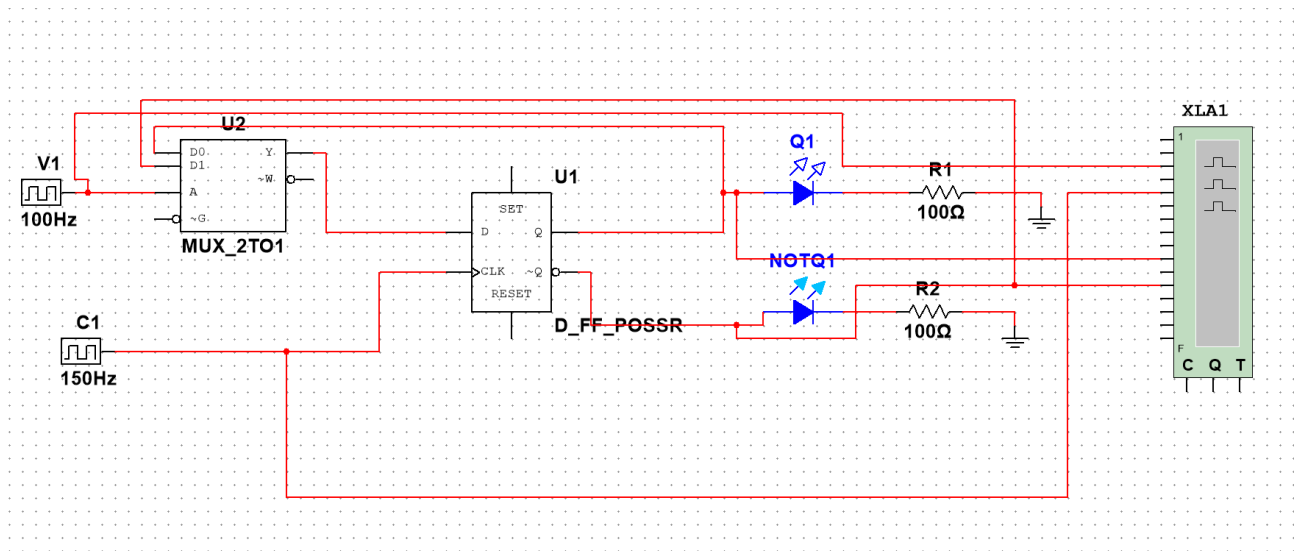 XLA1
U2
V1
100Hz
D0
D1
A
~G
Y
~W
MUX_2TO1
U1
SET
D
Q
CLK
~Q
RESET
D_FF_POSSR
Q1
R1
100Ω
NOTQ1
R2
100Ω
C1
150Hz
1
F
C Q T